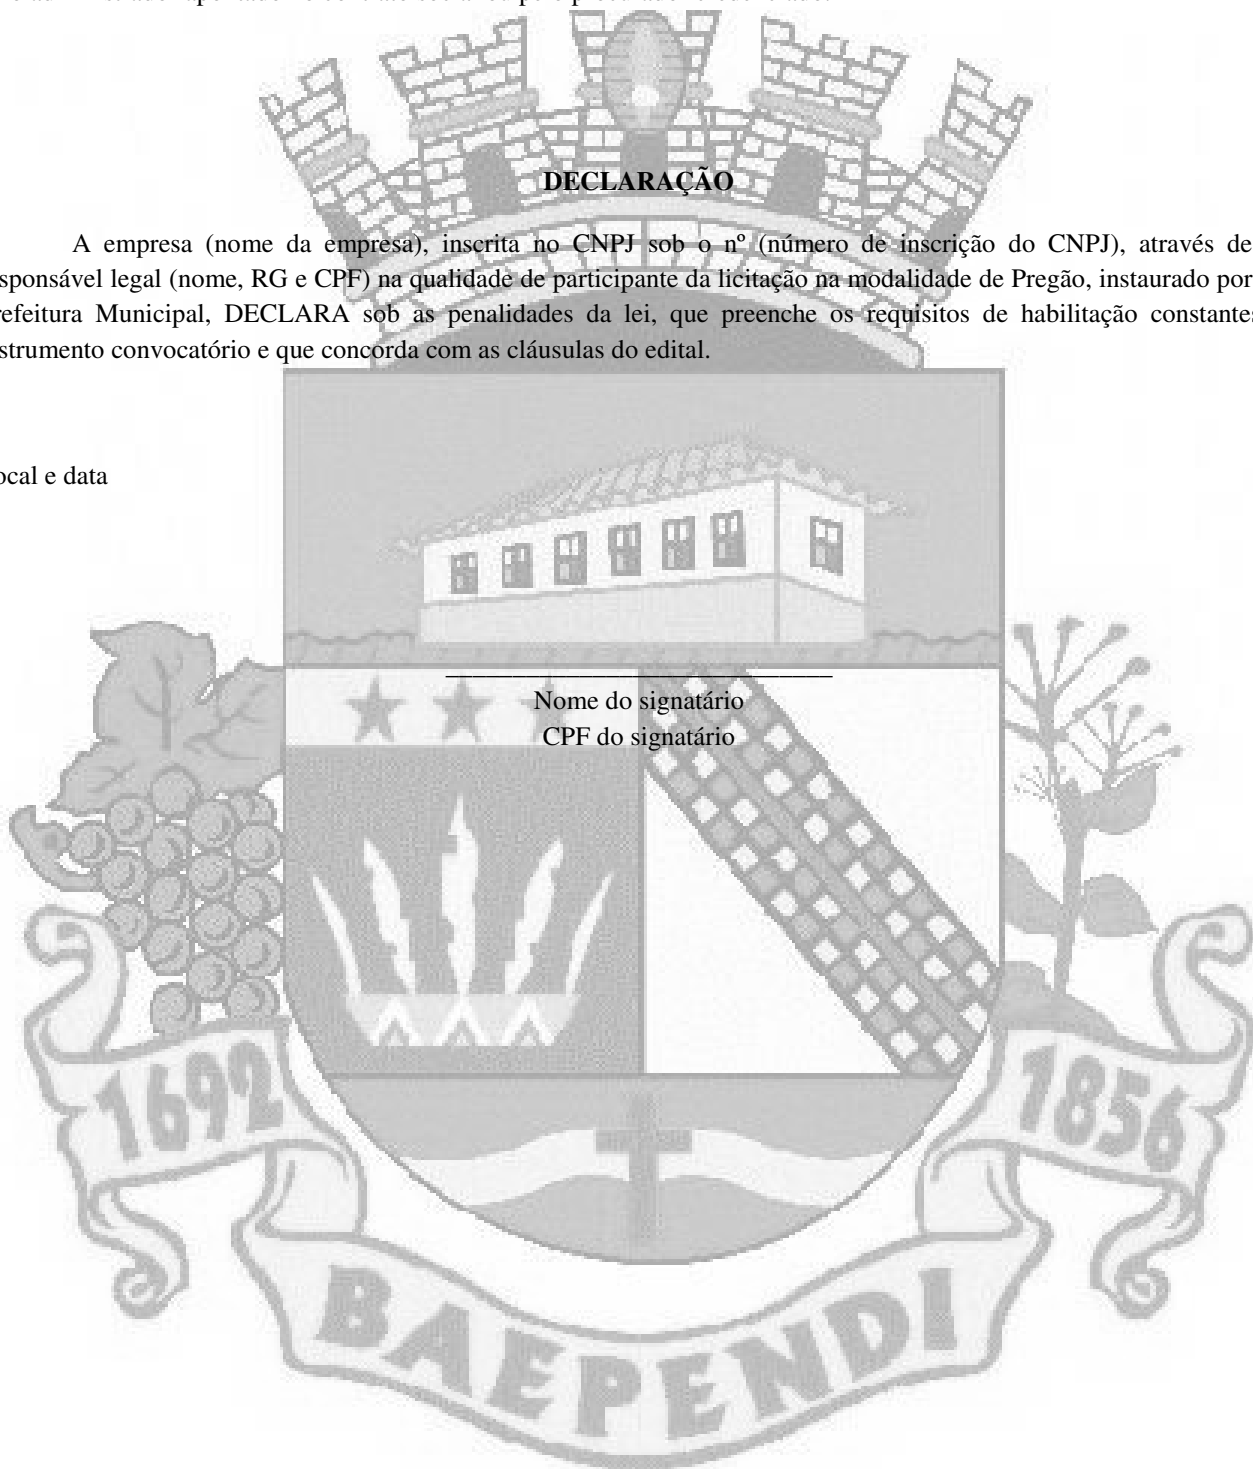 DECLARAÇÃO
A empresa (nome da empresa), inscrita no CNPJ sob o nº (número de inscrição do CNPJ), através de
sponsável legal (nome, RG e CPF) na qualidade de participante da licitação na modalidade de Pregão, instaurado por
refeitura Municipal, DECLARA sob as penalidades da lei, que preenche os requisitos de habilitação constantes
strumento convocatório e que concorda com as cláusulas do edital.
ocal e data
Nome do signatário
CPF do signatário
1692
1856
BAEPENDI